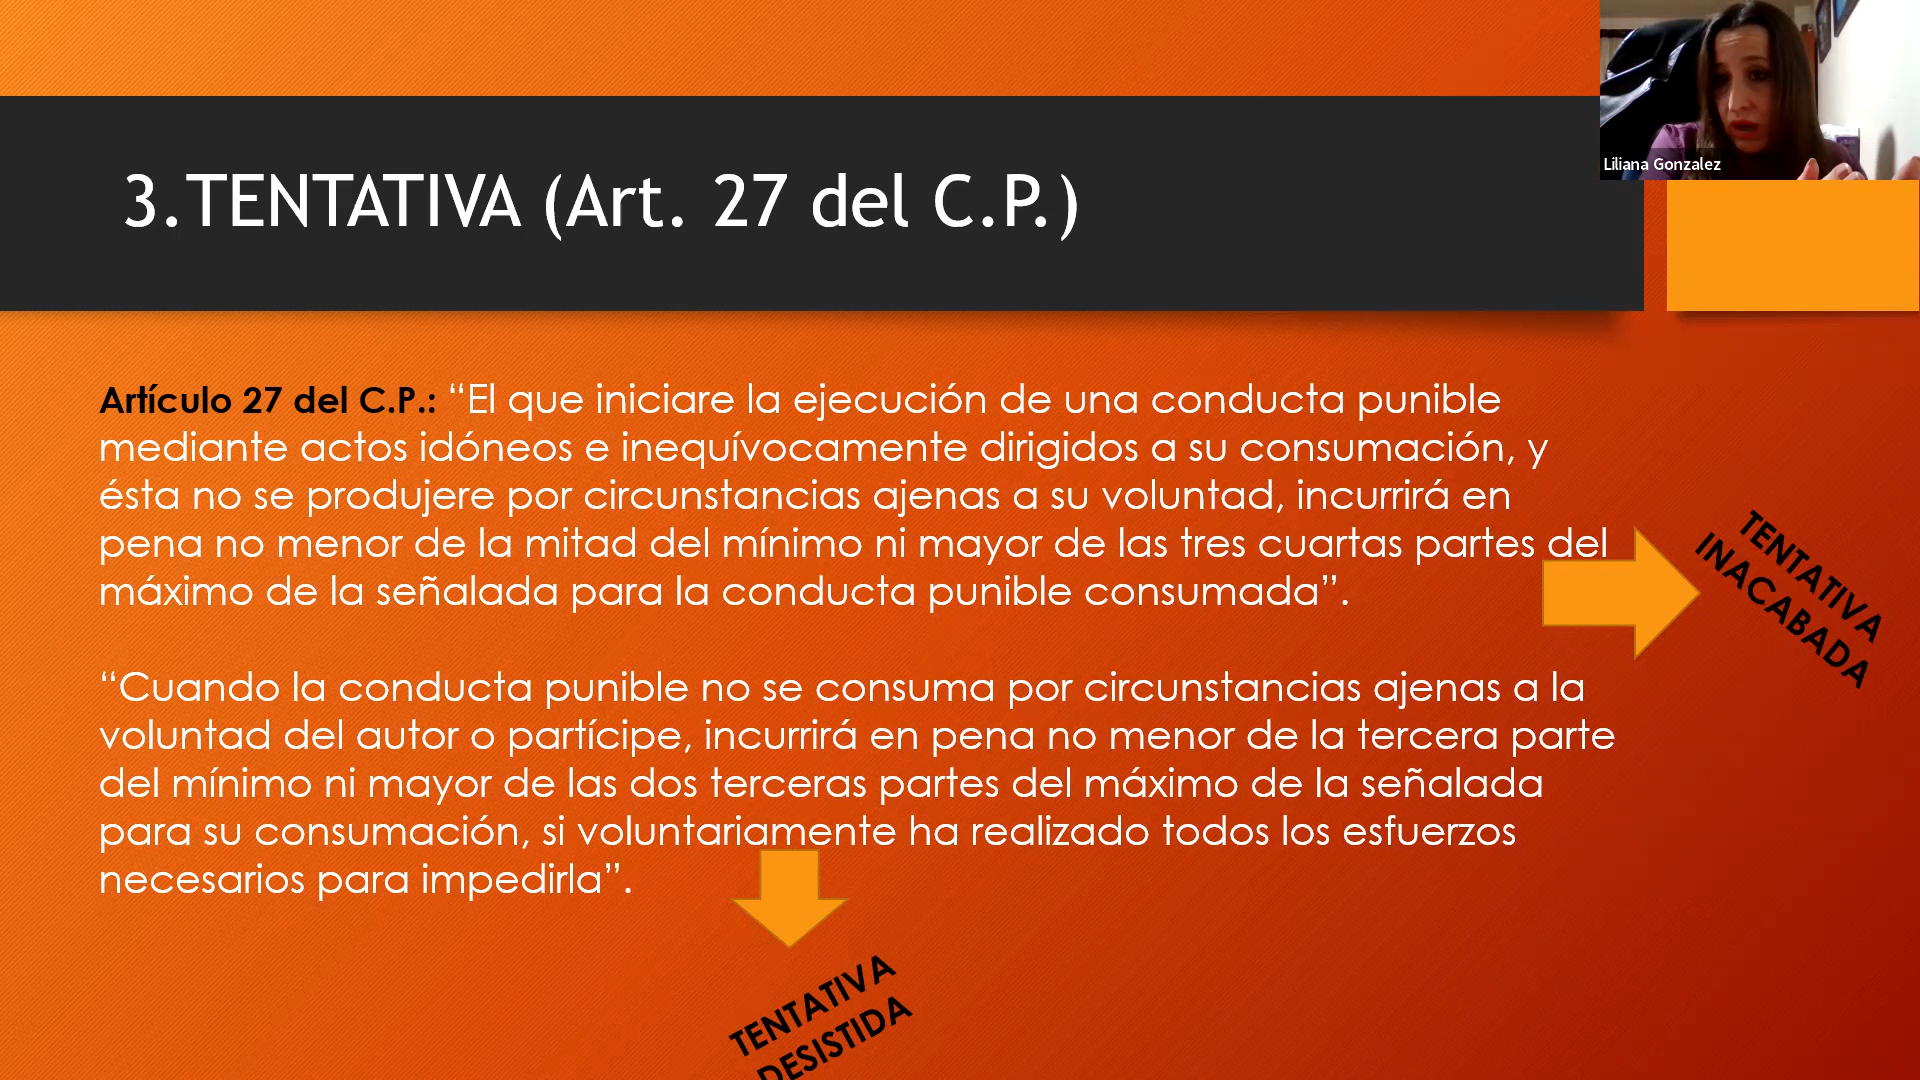 Liliana Gonzalez
3.TENTATIVA (Art. 27 del C.P.)
Artículo 27 del C.P.: “El que iniciare la ejecución de una conducta punible
mediante actos idóneos e inequívocamente dirigidos a su consumación, y
ésta no se produjere por circunstancias ajenas a su voluntad, incurrirá en
pena no menor de la mitad del mínimo ni mayor de las tres cuartas partes del
máximo de la señalada para la conducta punible consumada”.
TENTATIVA
INACABADA
“Cuando la conducta punible no se consuma por circunstancias ajenas a la
voluntad del autor o partícipe, incurrirá en pena no menor de la tercera parte
del mínimo ni mayor de las dos terceras partes del máximo de la señalada
para su consumación, si voluntariamente ha realizado todos los esfuerzos
necesarios para impedirla”.
TENTATIVA
DESISTIDA